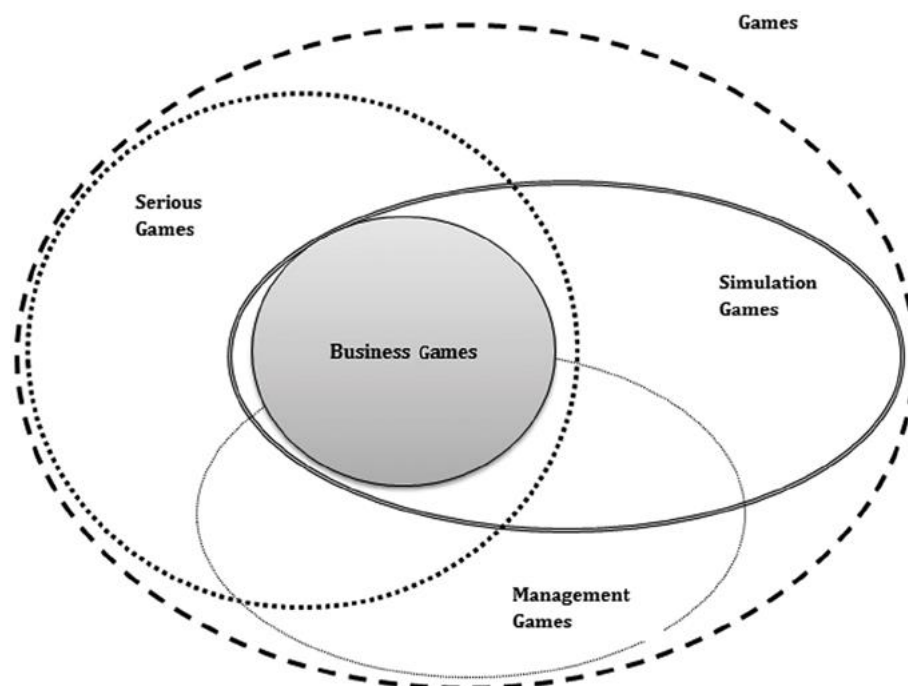 Games
Serious
Games
Simulation
Games
Business Games
Management
Games